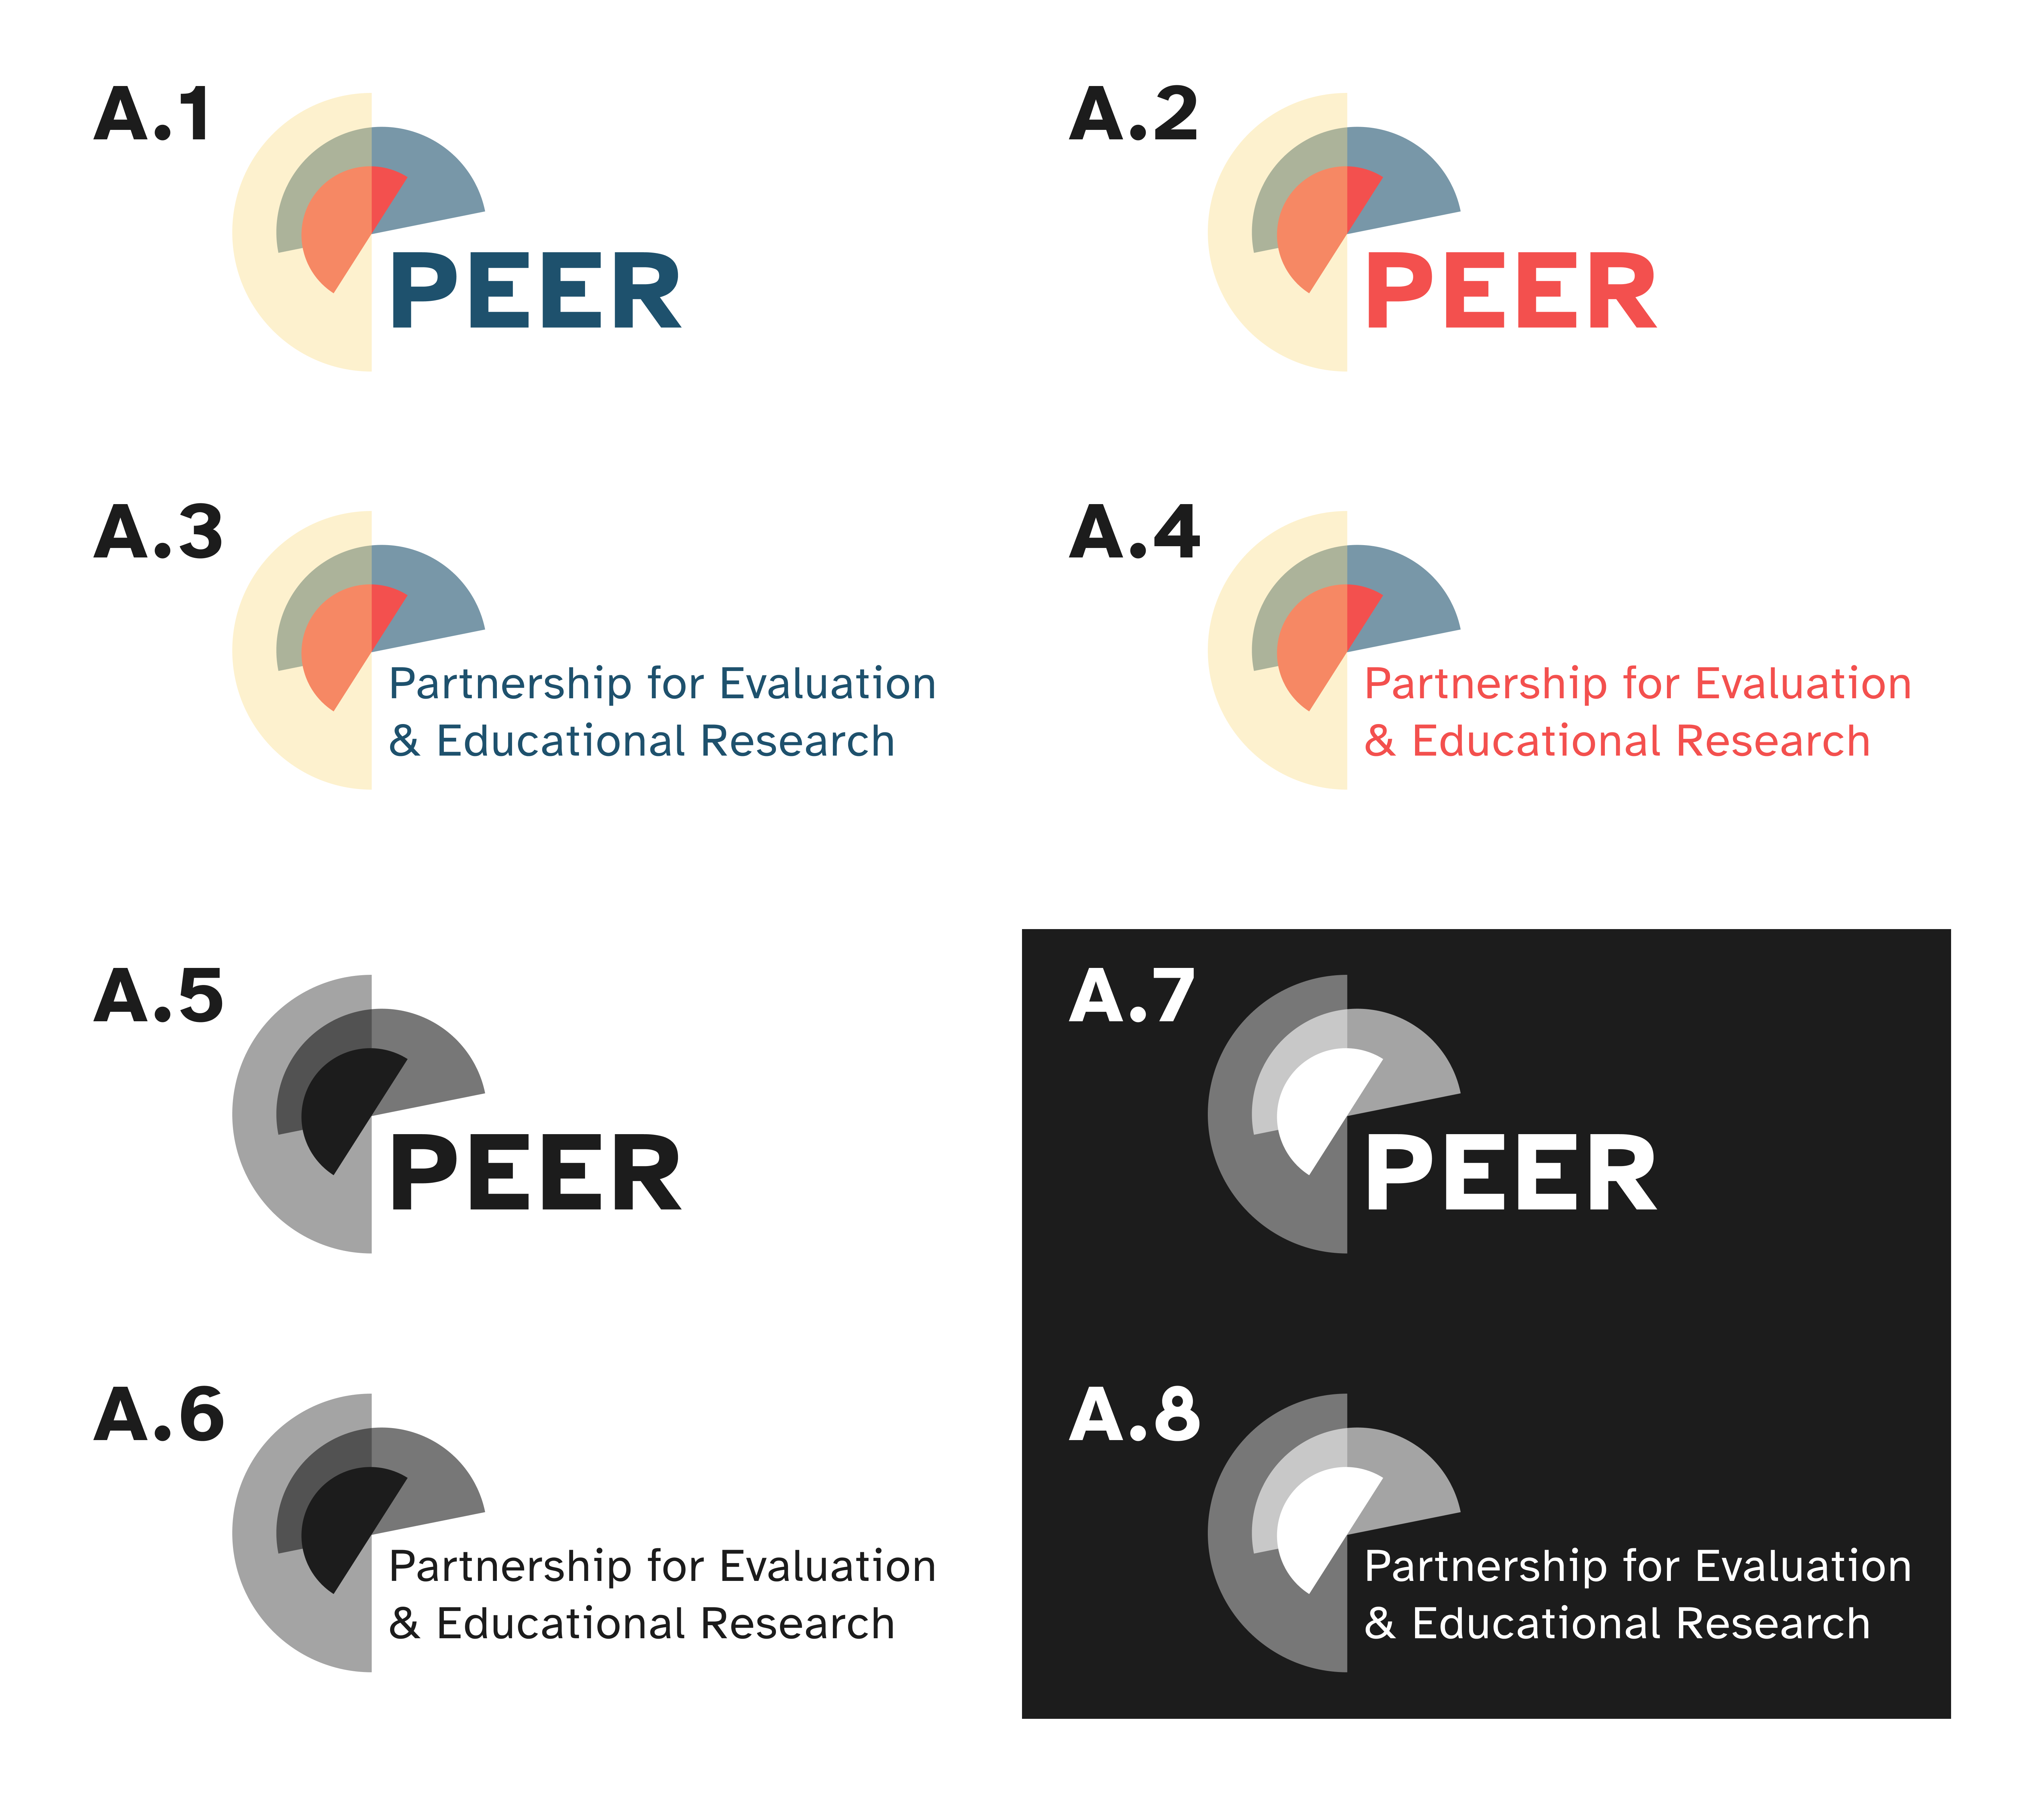 A.1
PEER
A.2
PEER
A.3
Partnership for Evaluation
& Educational Research
A.4
Partnership for Evaluation
& Educational Research
A.5
PEER
A.7
PEER
A.6
Partnership for Evaluation
& Educational Research
A.8
Partnership for Evaluation
& Educational Research